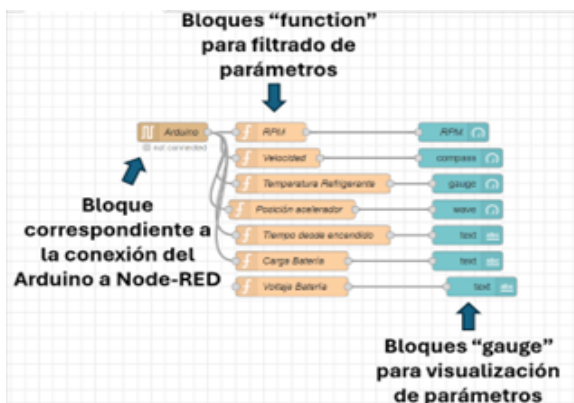 Bloques “function”
para filtrado de
parámetros
Arduino
not connected
RPM
RPM
Velocidad
compass
Temperatura Refrigerante
gauge
Posición acelerador
wave
Tiempo desde encendido
text
Carga Batería
text
Voltaje Batería
text
Bloque
correspondiente a
la conexión del
Arduino a Node-RED
Bloques “gauge”
para visualización
de parámetros